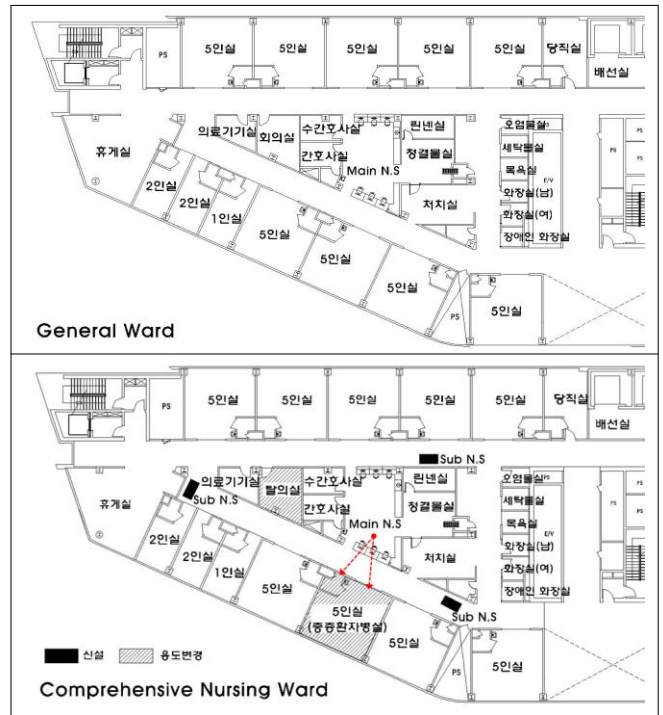 5인실 5인실 5인실 5인실 5인실 당직실
PS
배선실
의료기기실 회의실 수간호사실 린넨실 오염물실
간호사실 청결물실 세탁물실
휴게실 Main N.S 목욕실 E/V
2인실 처치실 화장실(남)
2인실 화장실(여)
1인실 장애인 화장실
5인실
5인실
5인실 5인실
PS
General Ward
5인실 5인실 5인실 5인실 5인실 당직실
PS
배선실
Sub N.S
의료기기실 탈의실 수간호사실 린넨실 오염물실
Sub N.S 간호사실 청결물실 세탁물실
휴게실 Main N.S 목욕실 E/V
2인실 처치실 화장실(남)
2인실 화장실(여)
1인실 장애인 화장실
5인실 Sub N.S
5인실
(중증환자병실)
5인실 5인실
PS
신설 용도변경
Comprehensive Nursing Ward